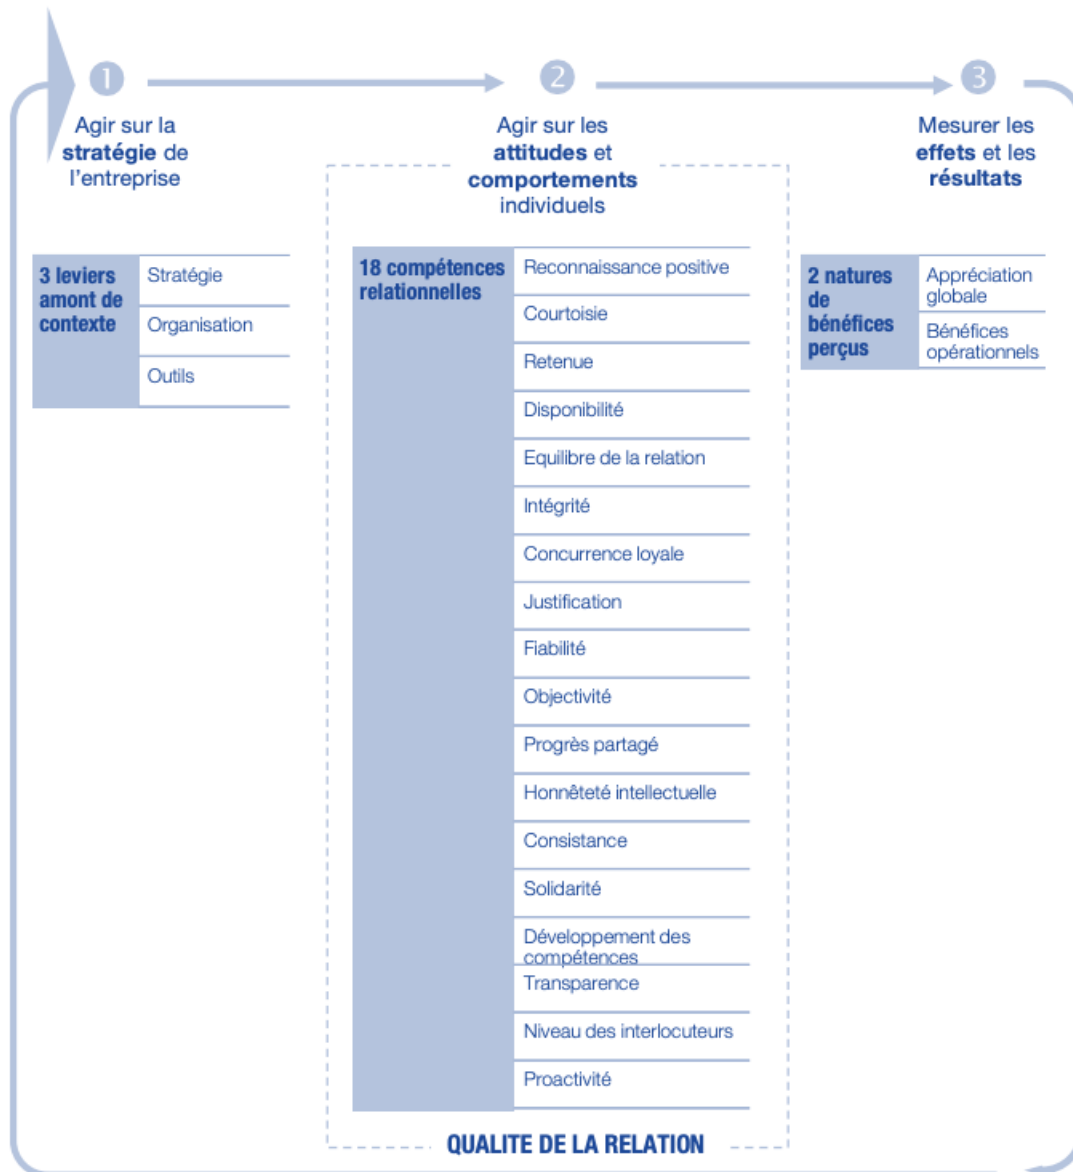 1
Agir sur la
stratégie de
l'entreprise
2
Agir sur les
attitudes et
comportements
individuels
3
Mesurer les
effets et les
résultats
3 leviers
amont de
contexte
Stratégie
Organisation
Outils
18 compétences
relationnelles
Reconnaissance positive
Courtoisie
Retenue
Disponibilité
Equilibre de la relation
Intégrité
Concurrence loyale
Justification
Fiabilité
Objectivité
Progrès partagé
Honnêteté intellectuelle
Consistance
Solidarité
Développement des
compétences
Transparence
Niveau des interlocuteurs
Proactivité
2 natures
de
bénéfices
perçus
Appréciation
globale
Bénéfices
opérationnels
QUALITE DE LA RELATION